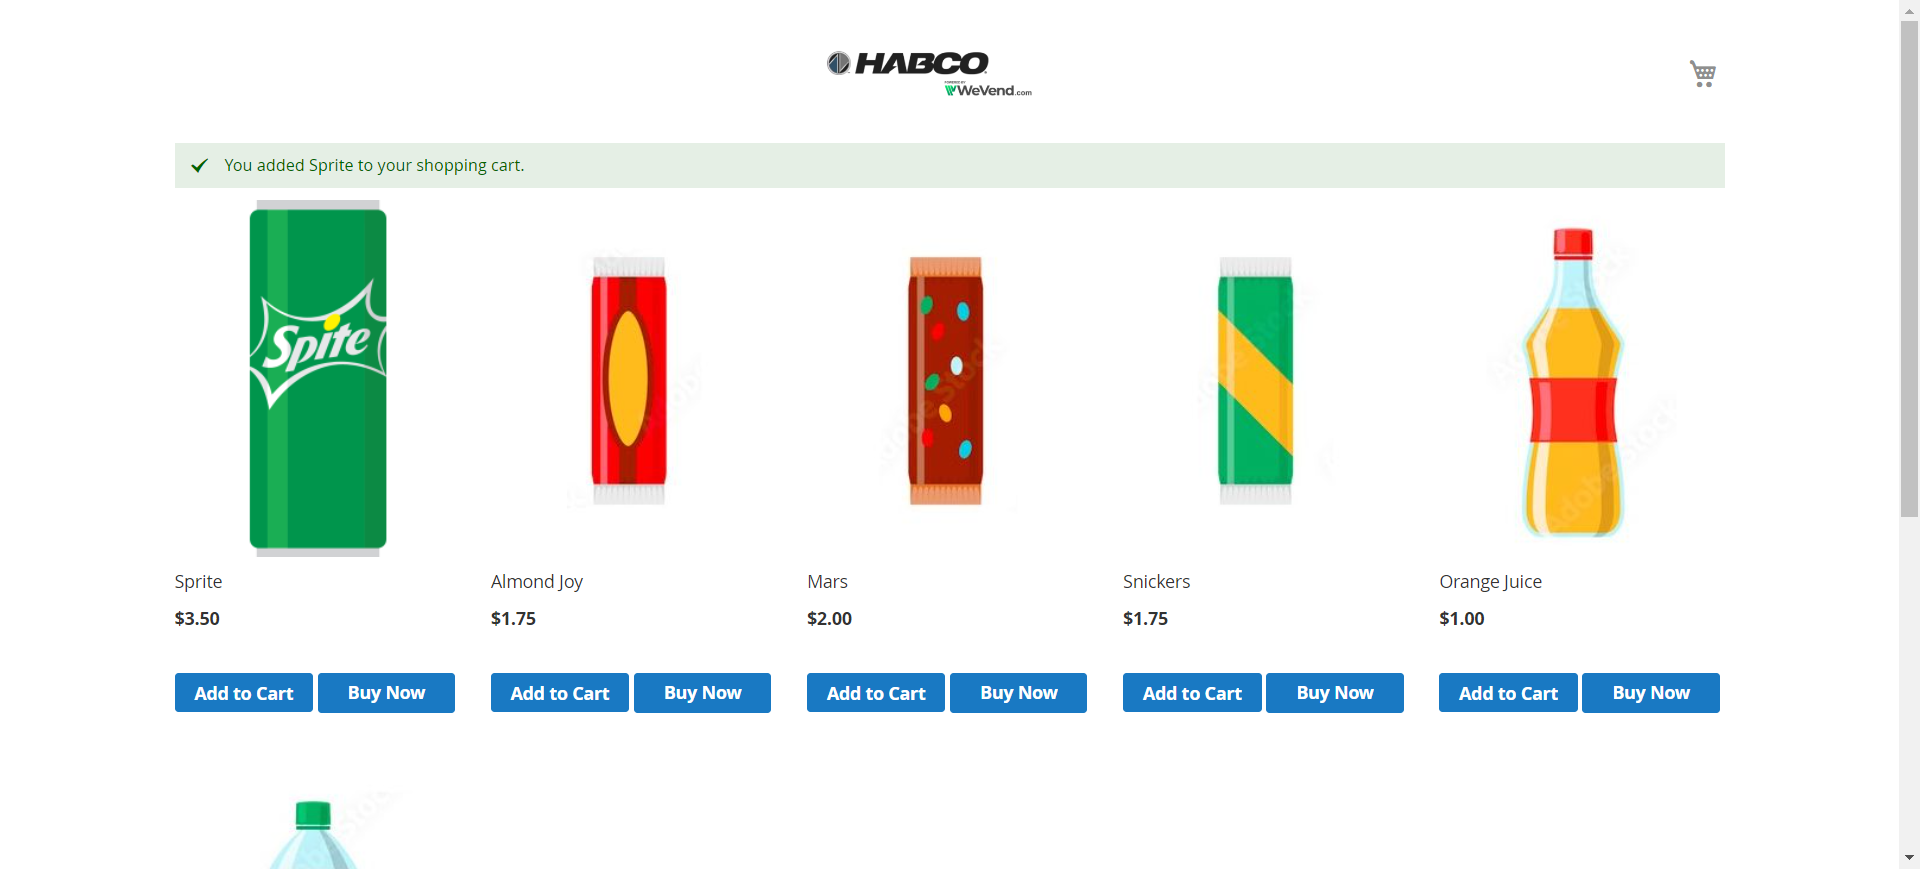 HABCO
POWERED BY
WeVend.com
You added Sprite to your shopping cart.
Spite
Sprite
$3.50
Add to Cart Buy Now
Almond Joy
$1.75
Add to Cart Buy Now
Mars
$2.00
Add to Cart Buy Now
Snickers
$1.75
Add to Cart Buy Now
Orange Juice
$1.00
Add to Cart Buy Now